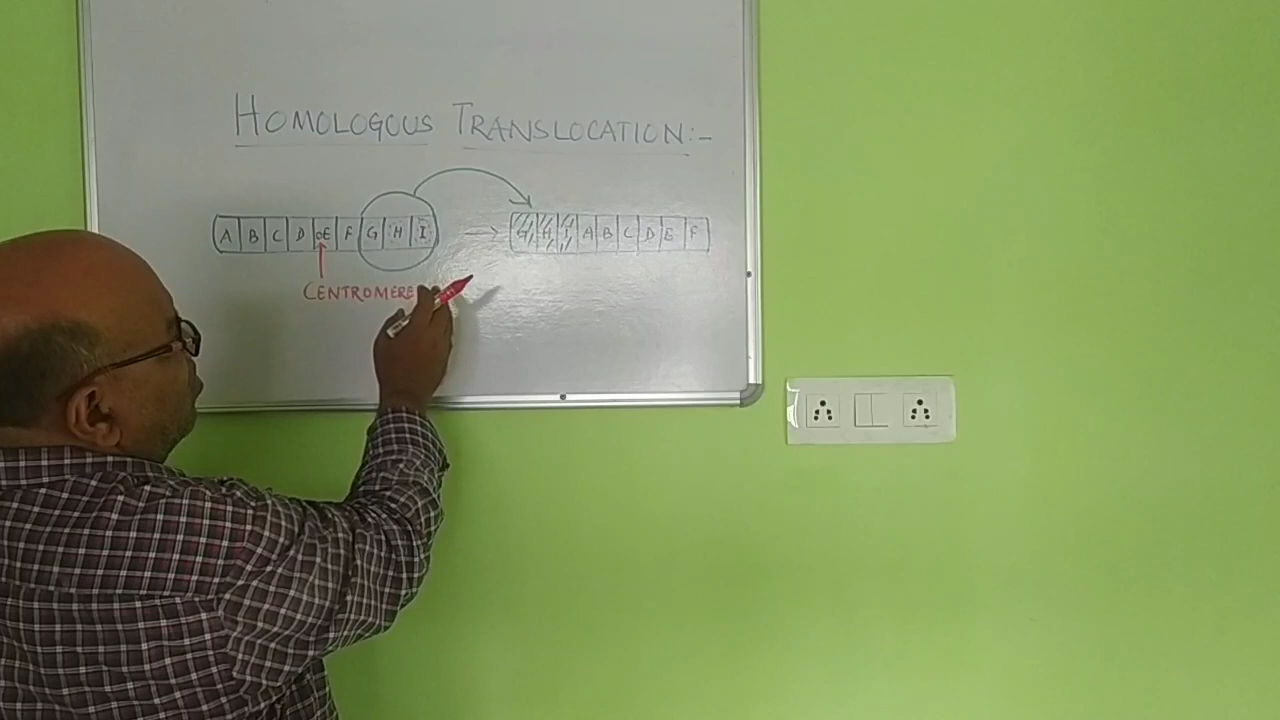 HOMOLOGOUS TRANSLOCATION:-
A B C D E F G H I → G H I A B C D E F
CENTROMERE